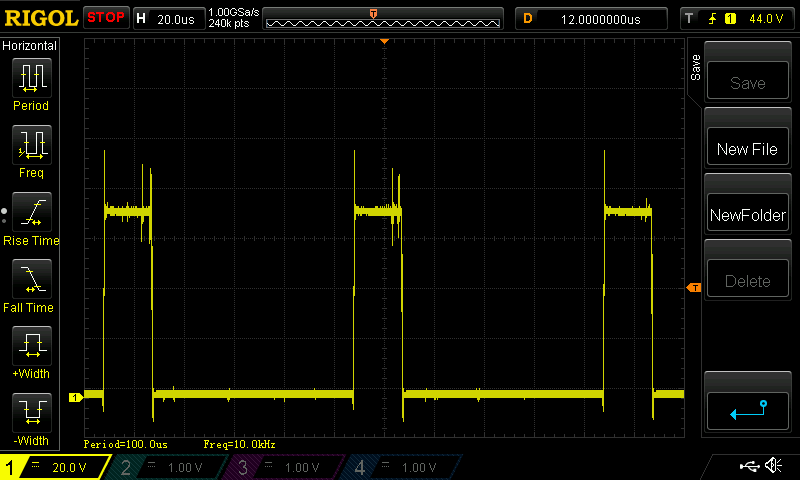 RIGOL STOP H 20.0us 1.00GSa/s D 12.0000000us T 1 44.0 V
240k pts
T
Horizontal
Save
Save
Period
New File
Freq
NewFolder
Rise Time
Delete
T
Fall Time
+Width
1
-Width
Period=100.0us Freq=10.0kHz
1 20.0 V 2 1.00 V 3 1.00 V 4 1.00 V